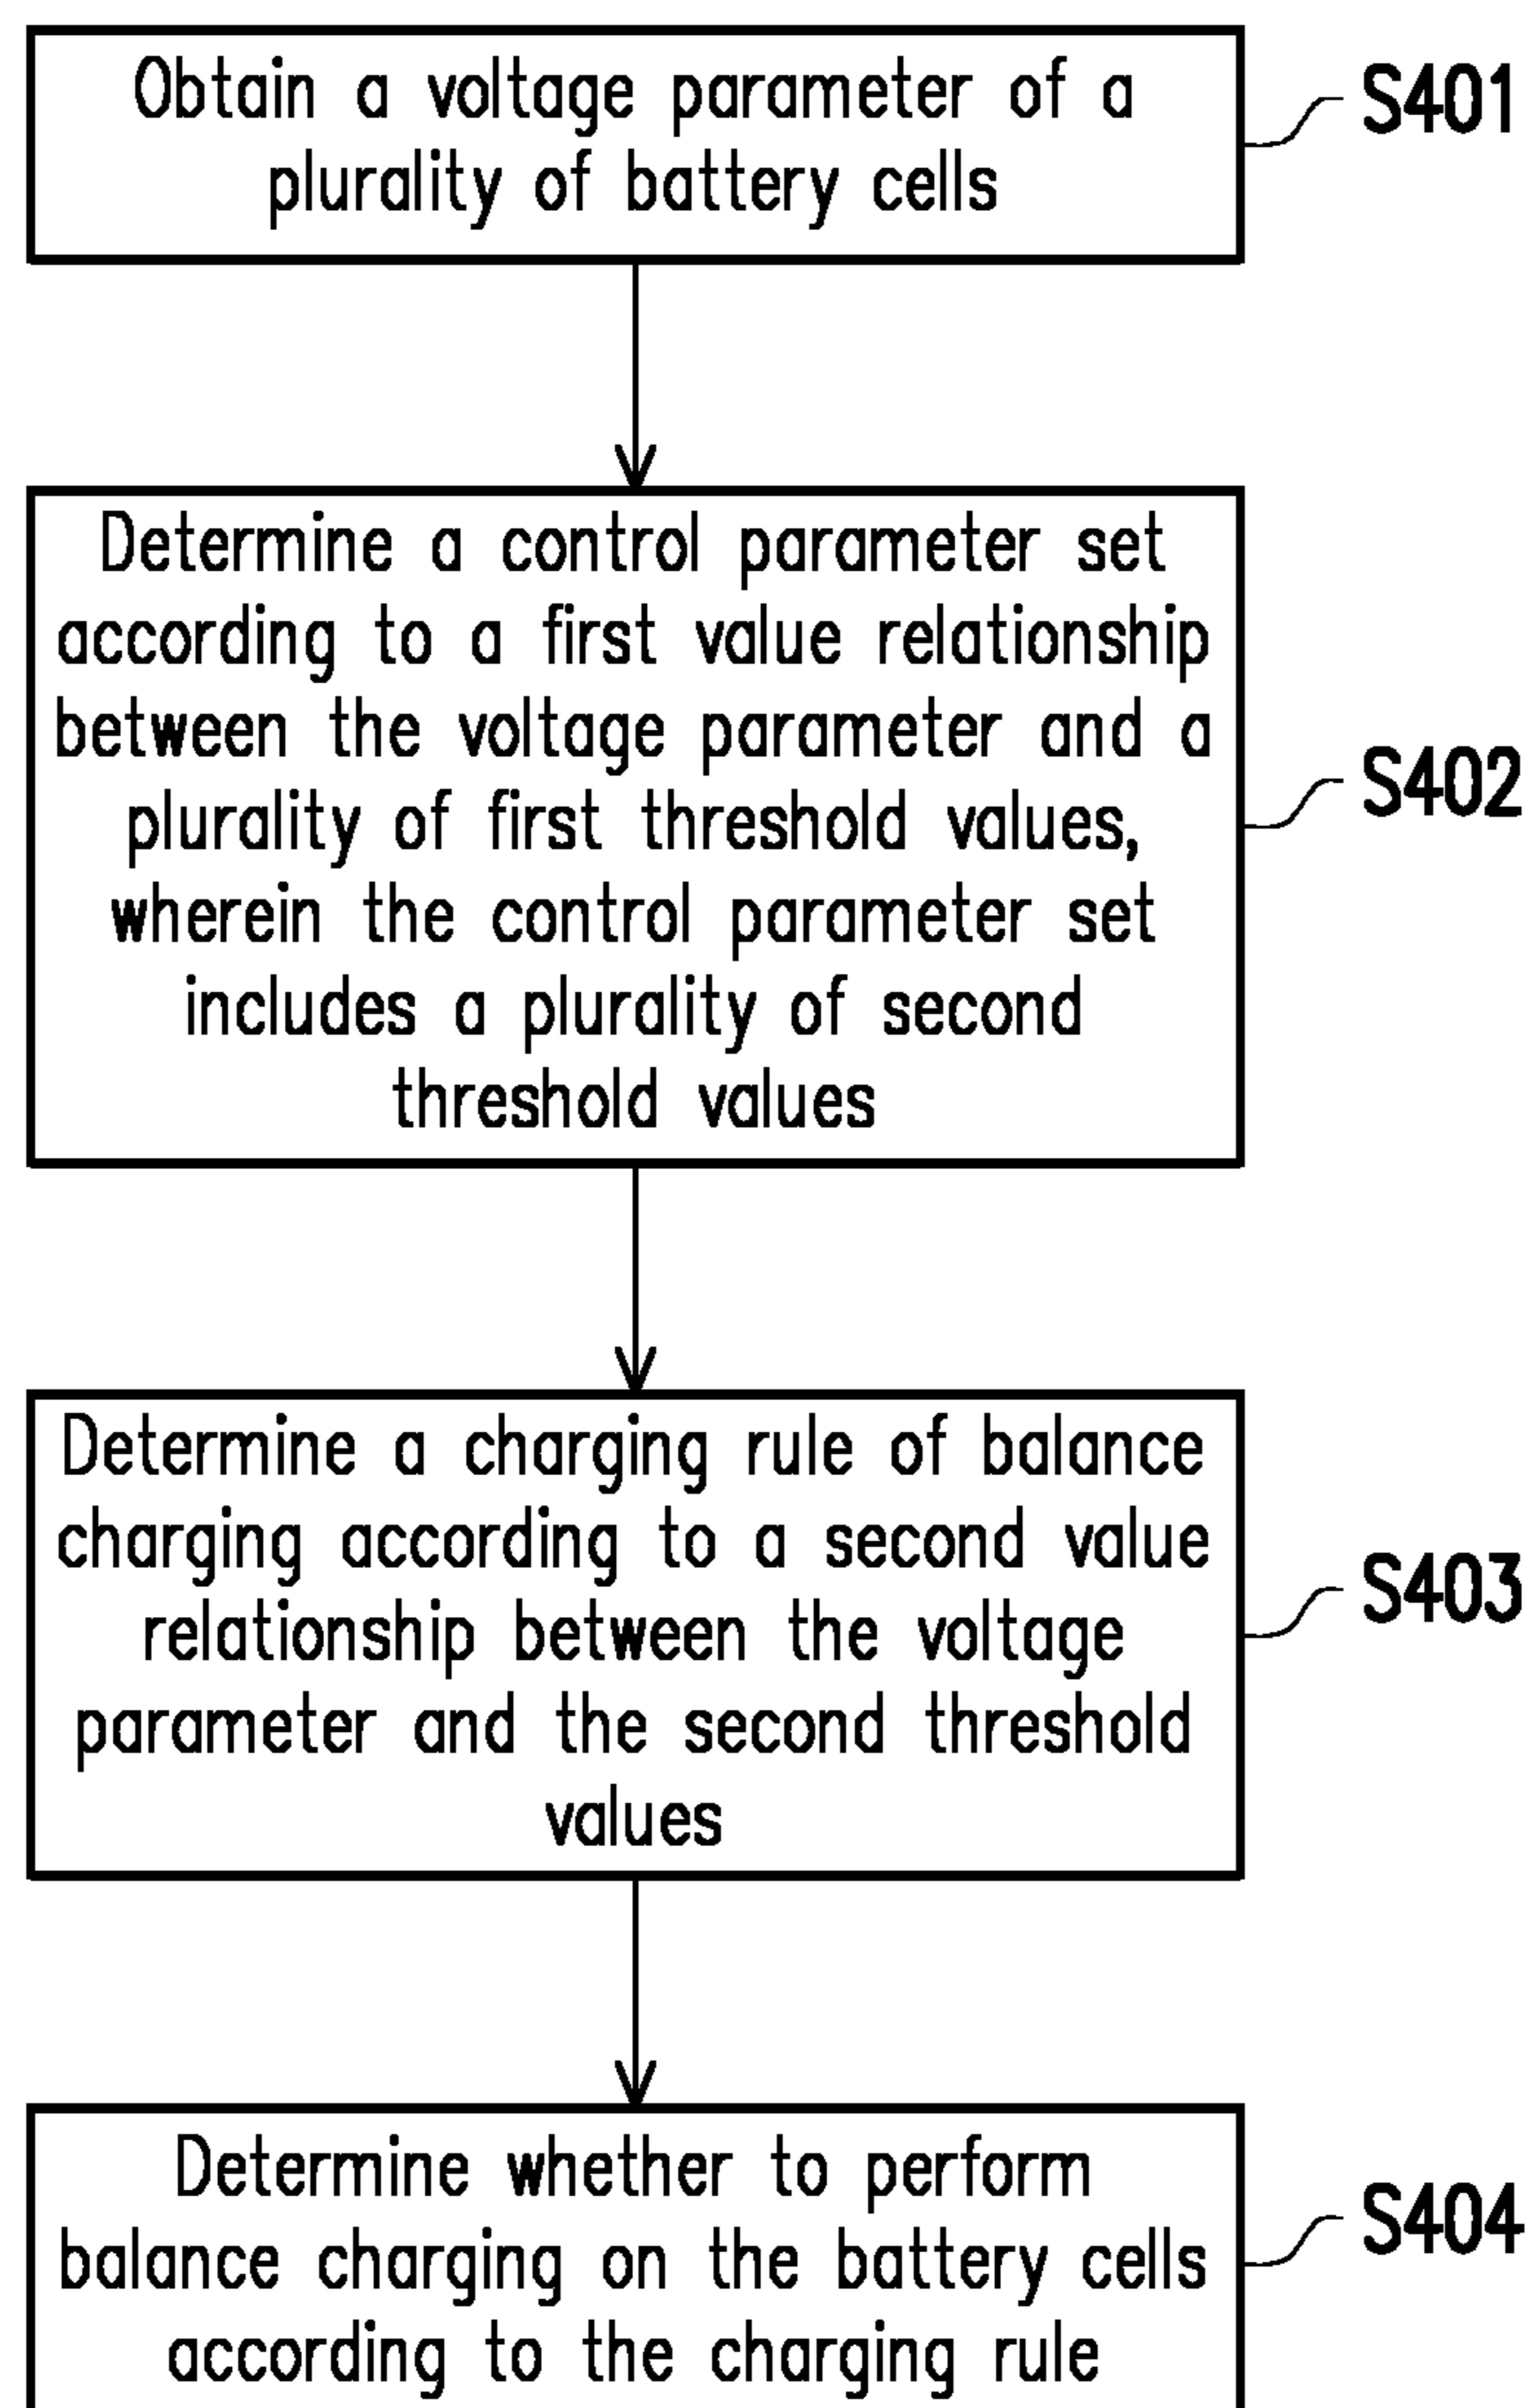 Obtain a voltage parameter of a
plurality of battery cells
S401
Determine a control parameter set
according to a first value relationship
between the voltage parameter and a
plurality of first threshold values,
wherein the control parameter set
includes a plurality of second
threshold values
S402
Determine a charging rule of balance
charging according to a second value
relationship between the voltage
parameter and the second threshold
values
S403
Determine whether to perform
balance charging on the battery cells
according to the charging rule
S404